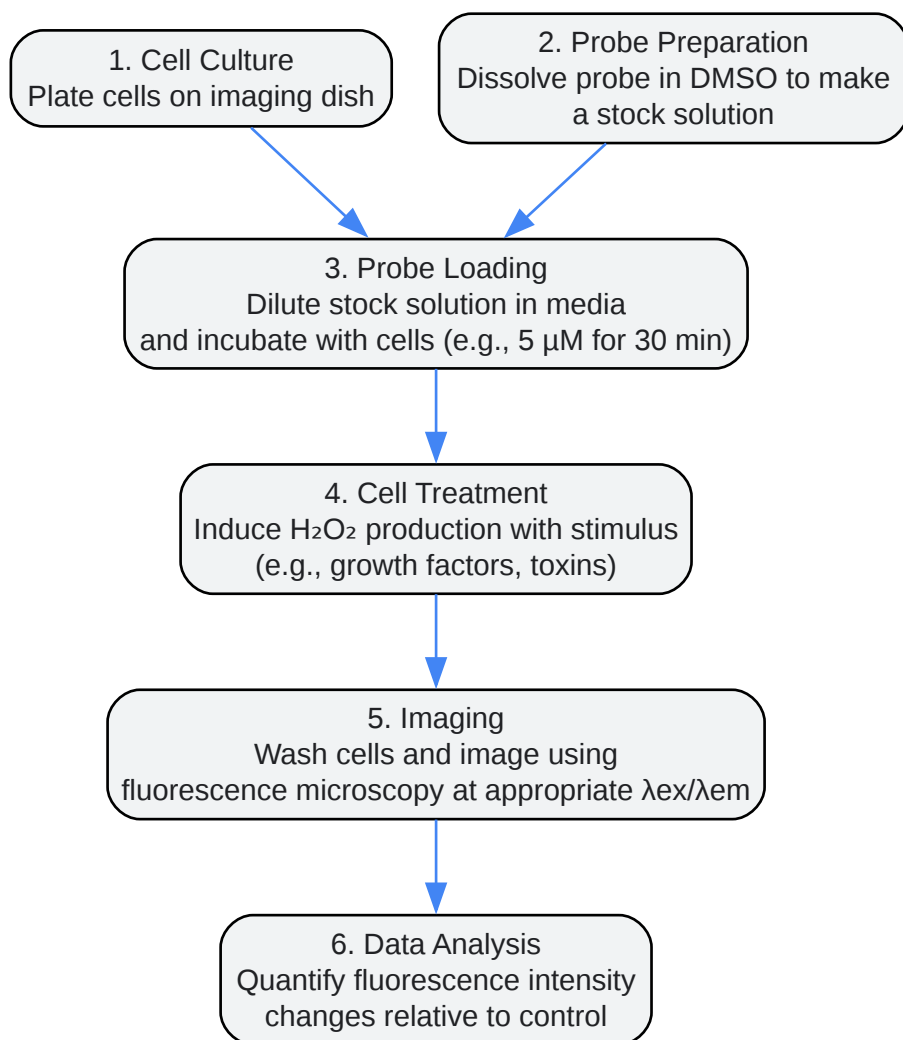 1. Cell Culture
Plate cells on imaging dish
2. Probe Preparation
Dissolve probe in DMSO to make
a stock solution
3. Probe Loading
Dilute stock solution in media
and incubate with cells (e.g., 5 µM for 30 min)
4. Cell Treatment
Induce H₂O₂ production with stimulus
(e.g., growth factors, toxins)
5. Imaging
Wash cells and image using
fluorescence microscopy at appropriate λex/λem
6. Data Analysis
Quantify fluorescence intensity
changes relative to control